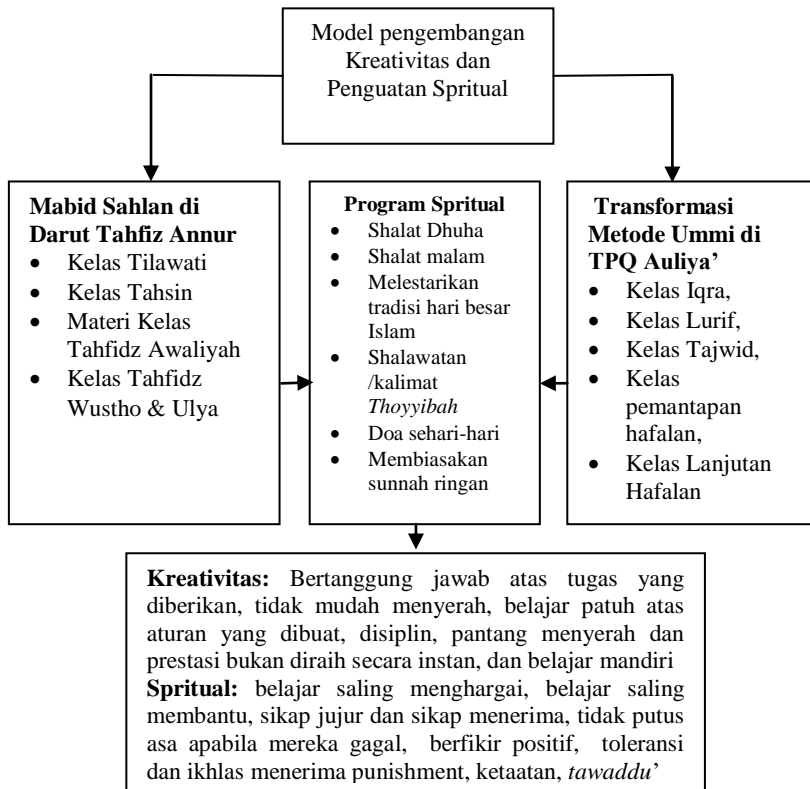 Model pengembangan
Kreativitas dan
Penguatan Spritual
Mabid Sahlan di
Darut Tahfiz Annur
• Kelas Tilawati
• Kelas Tahsin
• Materi Kelas
Tahfidz Awaliyah
• Kelas Tahfidz
Wustho & Ulya
Program Spritual
• Shalat Dhuha
• Shalat malam
• Melestarikan
tradisi hari besar
Islam
• Shalawatan
/kalimat
Thoyyibah
• Doa sehari-hari
• Membiasakan
sunnah ringan
Transformasi
Metode Ummi di
TPQ Auliya’
• Kelas Iqra,
• Kelas Lurif,
• Kelas Tajwid,
• Kelas
pemantapan
hafalan,
• Kelas Lanjutan
Hafalan
Kreativitas: Bertanggung jawab atas tugas yang
diberikan, tidak mudah menyerah, belajar patuh atas
aturan yang dibuat, disiplin, pantang menyerah dan
prestasi bukan diraih secara instan, dan belajar mandiri
Spritual: belajar saling menghargai, belajar saling
membantu, sikap jujur dan sikap menerima, tidak putus
asa apabila mereka gagal, berfikir positif, toleransi
dan ikhlas menerima punishment, ketaatan, tawaddu’